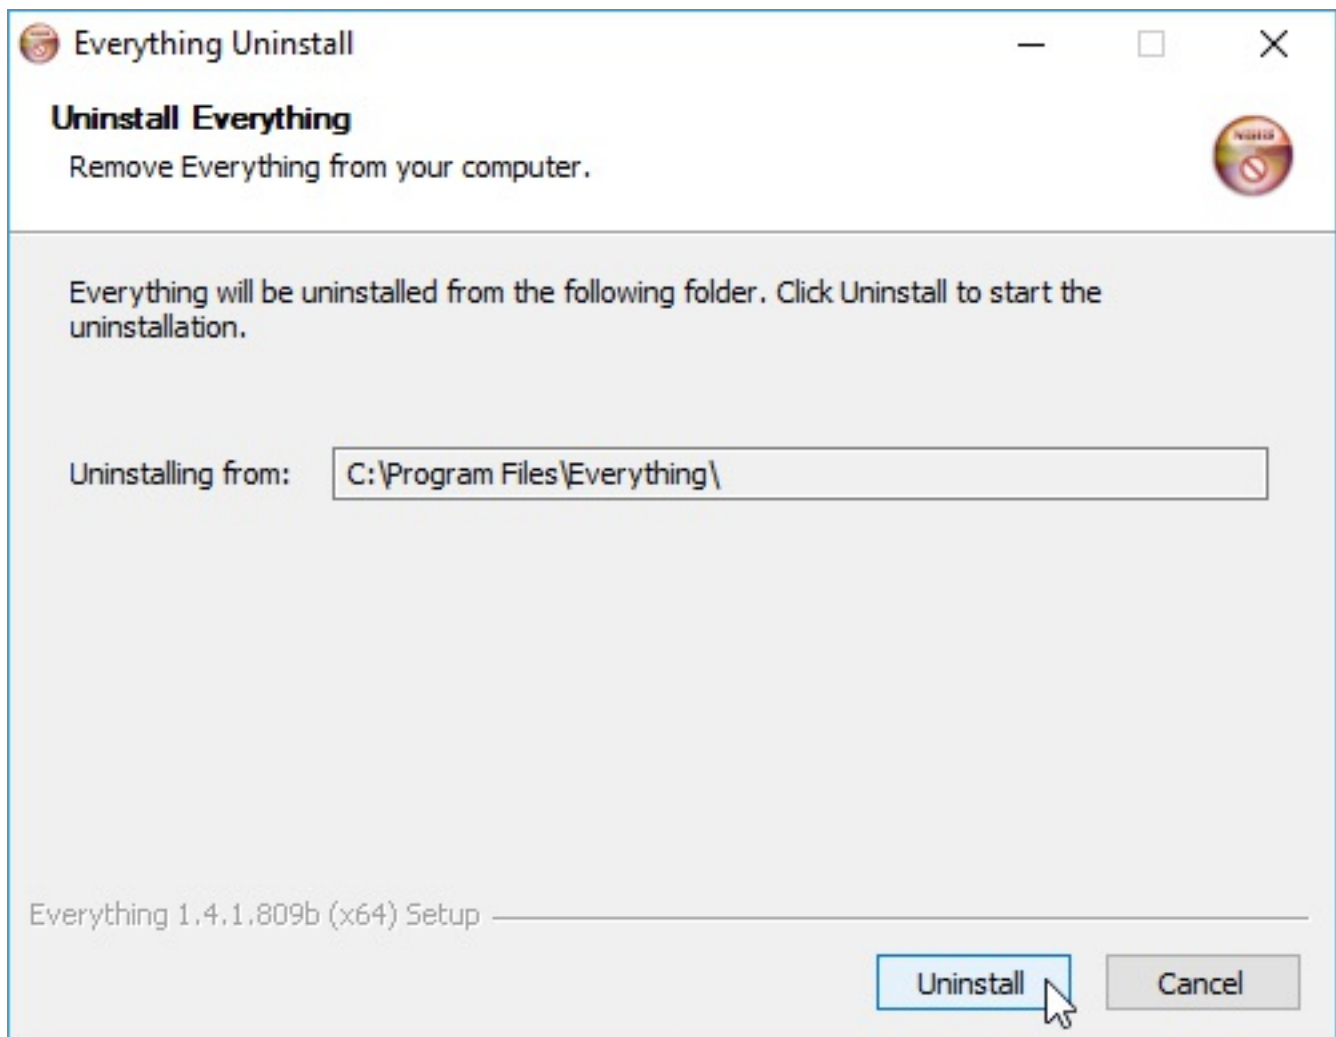 Everything Uninstall
Uninstall Everything
Remove Everything from your computer.
Everything will be uninstalled from the following folder. Click Uninstall to start the
uninstallation.
Uninstalling from: C:\Program Files\Everything\
Everything 1.4.1.809b (x64) Setup
Uninstall Cancel